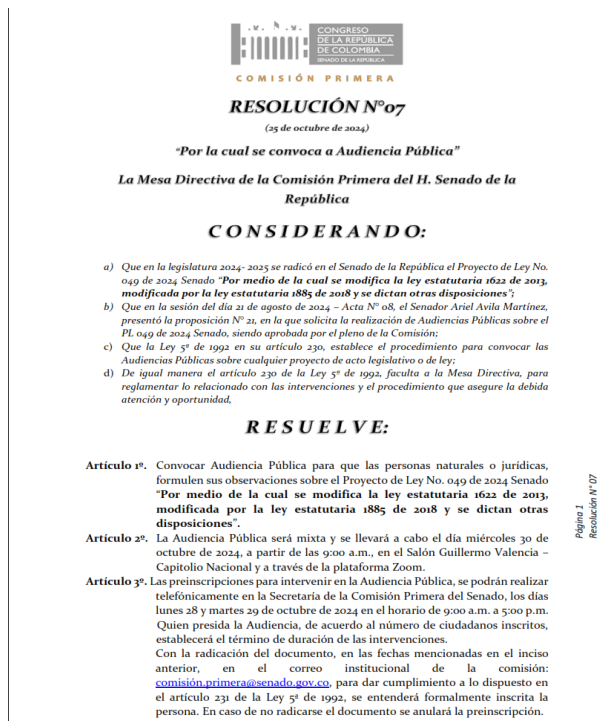 CONGRESO
DE LA REPÚBLICA
DE COLOMBIA
SENADO DE LA REPÚBLICA
COMISIÓN PRIMERA
RESOLUCIÓN N°07
(25 de octubre de 2024)
"Por la cual se convoca a Audiencia Pública"
La Mesa Directiva de la Comisión Primera del H. Senado de la
República
C O N S I D E R A N D O:
a) Que en la legislatura 2024- 2025 se radicó en el Senado de la República el Proyecto de Ley No.
049 de 2024 Senado "Por medio de la cual se modifica la ley estatutaria 1622 de 2013,
modificada por la ley estatutaria 1885 de 2018 y se dictan otras disposiciones";
b) Que en la sesión del día 21 de agosto de 2024 – Acta N° 08, el Senador Ariel Avila Martínez,
presentó la proposición N° 21, en la que solicita la realización de Audiencias Públicas sobre el
PL 049 de 2024 Senado, siendo aprobada por el pleno de la Comisión;
c) Que la Ley 5ª de 1992 en su artículo 230, establece el procedimiento para convocar las
Audiencias Públicas sobre cualquier proyecto de acto legislativo o de ley;
d) De igual manera el artículo 230 de la Ley 5ª de 1992, faculta a la Mesa Directiva, para
reglamentar lo relacionado con las intervenciones y el procedimiento que asegure la debida
atención y oportunidad,
R E S U E L V E:
Artículo 1º. Convocar Audiencia Pública para que las personas naturales o jurídicas,
formulen sus observaciones sobre el Proyecto de Ley No. 049 de 2024 Senado
"Por medio de la cual se modifica la ley estatutaria 1622 de 2013,
modificada por la ley estatutaria 1885 de 2018 y se dictan otras
disposiciones".
Artículo 2º. La Audiencia Pública será mixta y se llevará a cabo el día miércoles 30 de
octubre de 2024, a partir de las 9:00 a.m., en el Salón Guillermo Valencia –
Capitolio Nacional y a través de la plataforma Zoom.
Artículo 3º. Las preinscripciones para intervenir en la Audiencia Pública, se podrán realizar
telefónicamente en la Secretaría de la Comisión Primera del Senado, los días
lunes 28 y martes 29 de octubre de 2024 en el horario de 9:00 a.m. a 5:00 p.m.
Quien presida la Audiencia, de acuerdo al número de ciudadanos inscritos,
establecerá el término de duración de las intervenciones.
Con la radicación del documento, en las fechas mencionadas en el inciso
anterior, en el correo institucional de la comisión:
comisión.primera@senado.gov.co, para dar cumplimiento a lo dispuesto en
el artículo 231 de la Ley 5ª de 1992, se entenderá formalmente inscrita la
persona. En caso de no radicarse el documento se anulará la preinscripción.
Página 1
Resolución N° 07